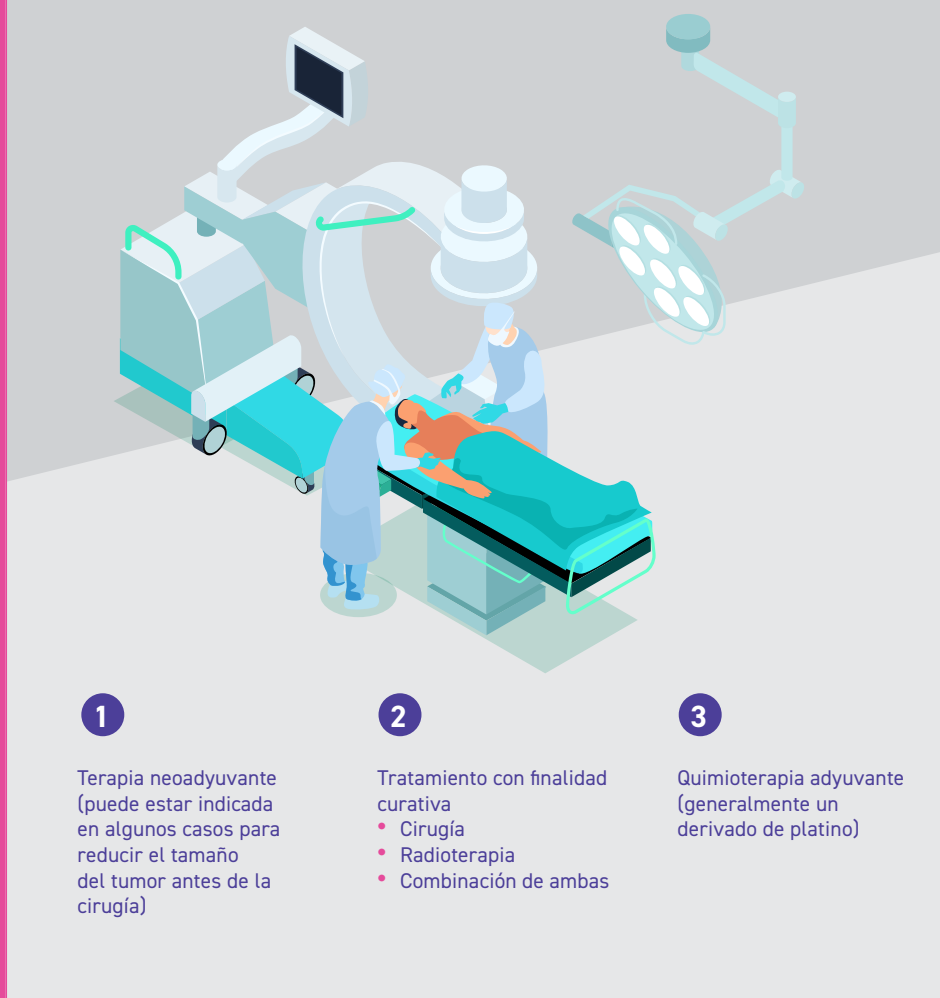 1
Terapia neoadyuvante
(puede estar indicada
en algunos casos para
reducir el tamaño
del tumor antes de la
cirugía)
2
Tratamiento con finalidad
curativa
• Cirugía
• Radioterapia
• Combinación de ambas
3
Quimioterapia adyuvante
(generalmente un
derivado de platino)